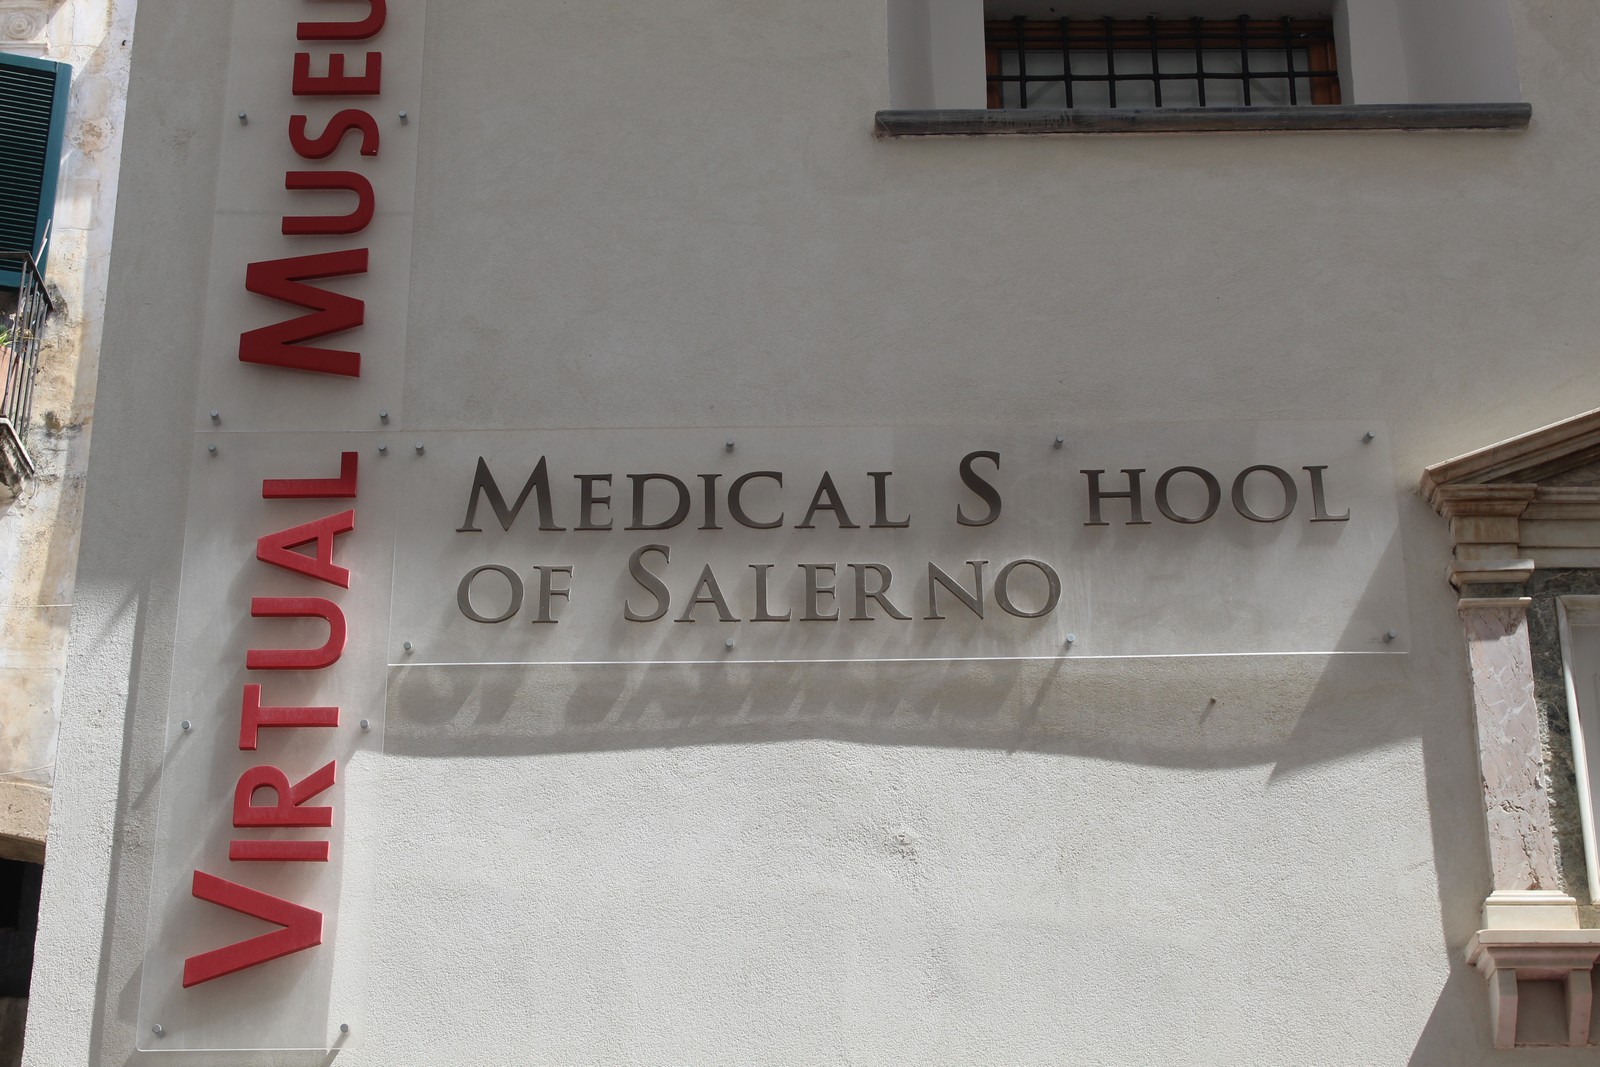 VIRTUAL MUSEU
MEDICAL S HOOL
OF SALERNO